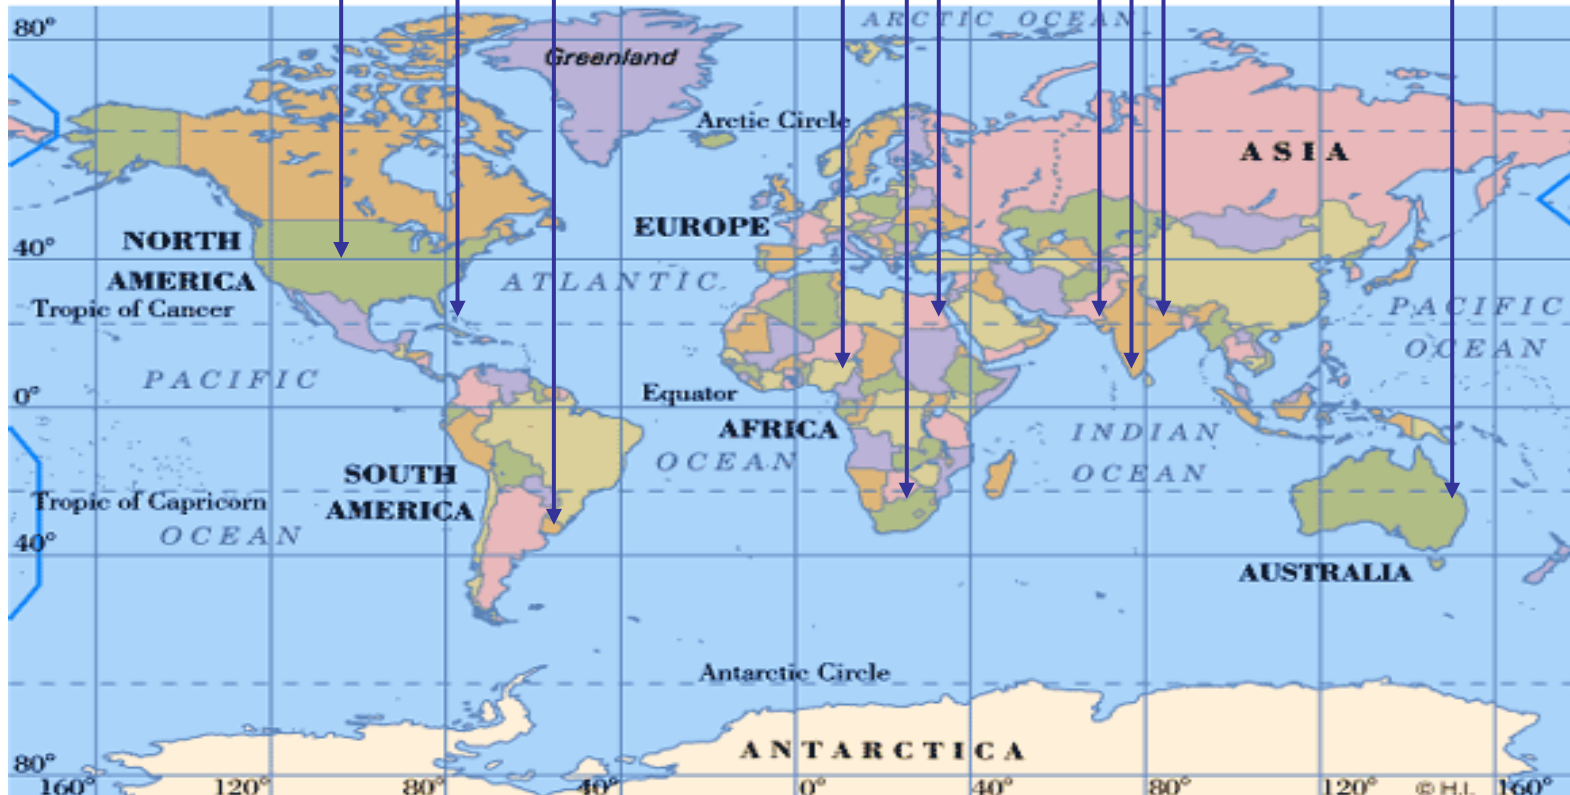 ARCTIC OCEAN
80°
Greenland
Arctic Circle
ASIA
EUROPE
NORTH
AMERICA
40°
ATLANTIC
Tropic of Cancer
PACIFIC
OCEAN
PACIFIC
0°
Equator
AFRICA
INDIAN
OCEAN
OCEAN
SOUTH
AMERICA
Tropic of Capricorn
OCEAN
40°
AUSTRALIA
Antarctic Circle
ANTARCTICA
80°
160° 120° 80° 40° 0° 40° 80° 120° © H.I. 160°